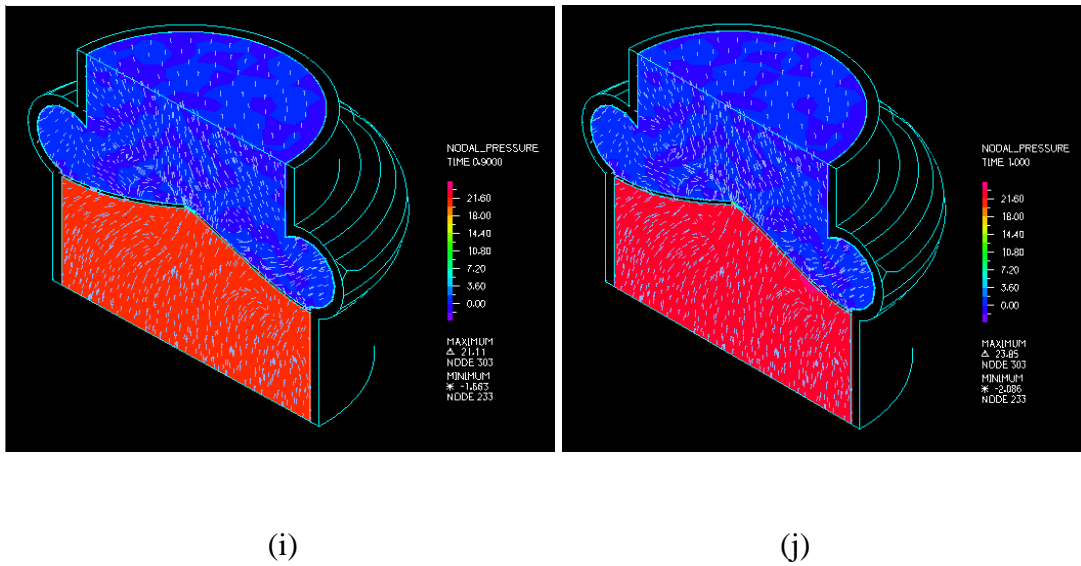 NODAL_PRESSURE
TIME 0.9000
21.60
18.00
14.40
10.80
7.20
3.60
0.00
MAXIMUM
Δ 21.11
NODE 303
MINIMUM
* -1.663
NODE 233
NODAL_PRESSURE
TIME 1.000
21.60
18.00
14.40
10.80
7.20
3.60
0.00
MAXIMUM
Δ 23.85
NODE 303
MINIMUM
* -2.086
NODE 233
(i)
(j)